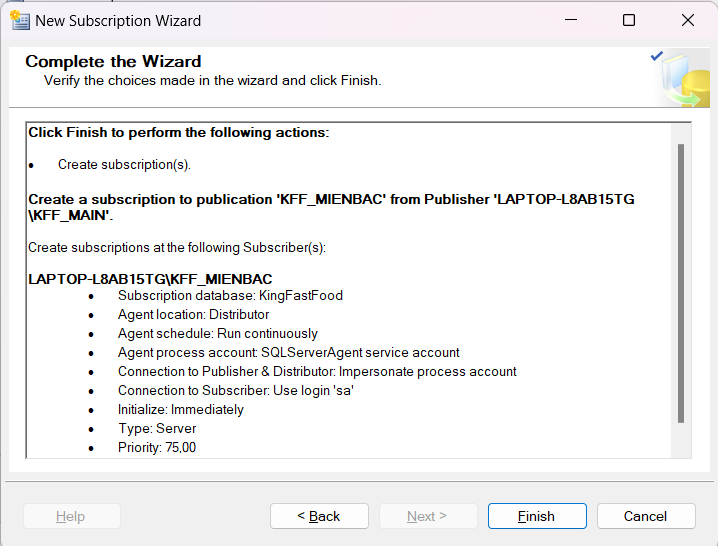 New Subscription Wizard
Complete the Wizard
Verify the choices made in the wizard and click Finish.
Click Finish to perform the following actions:
• Create subscription(s).
Create a subscription to publication 'KFF_MIENBAC' from Publisher 'LAPTOP-L8AB15TG
\KFF_MAIN'.
Create subscriptions at the following Subscriber(s):
LAPTOP-L8AB15TG\KFF_MIENBAC
• Subscription database: KingFastFood
• Agent location: Distributor
• Agent schedule: Run continuously
• Agent process account: SQLServerAgent service account
• Connection to Publisher & Distributor: Impersonate process account
• Connection to Subscriber: Use login 'sa'
• Initialize: Immediately
• Type: Server
• Priority: 75,00
Help
< Back
Next >
Finish
Cancel